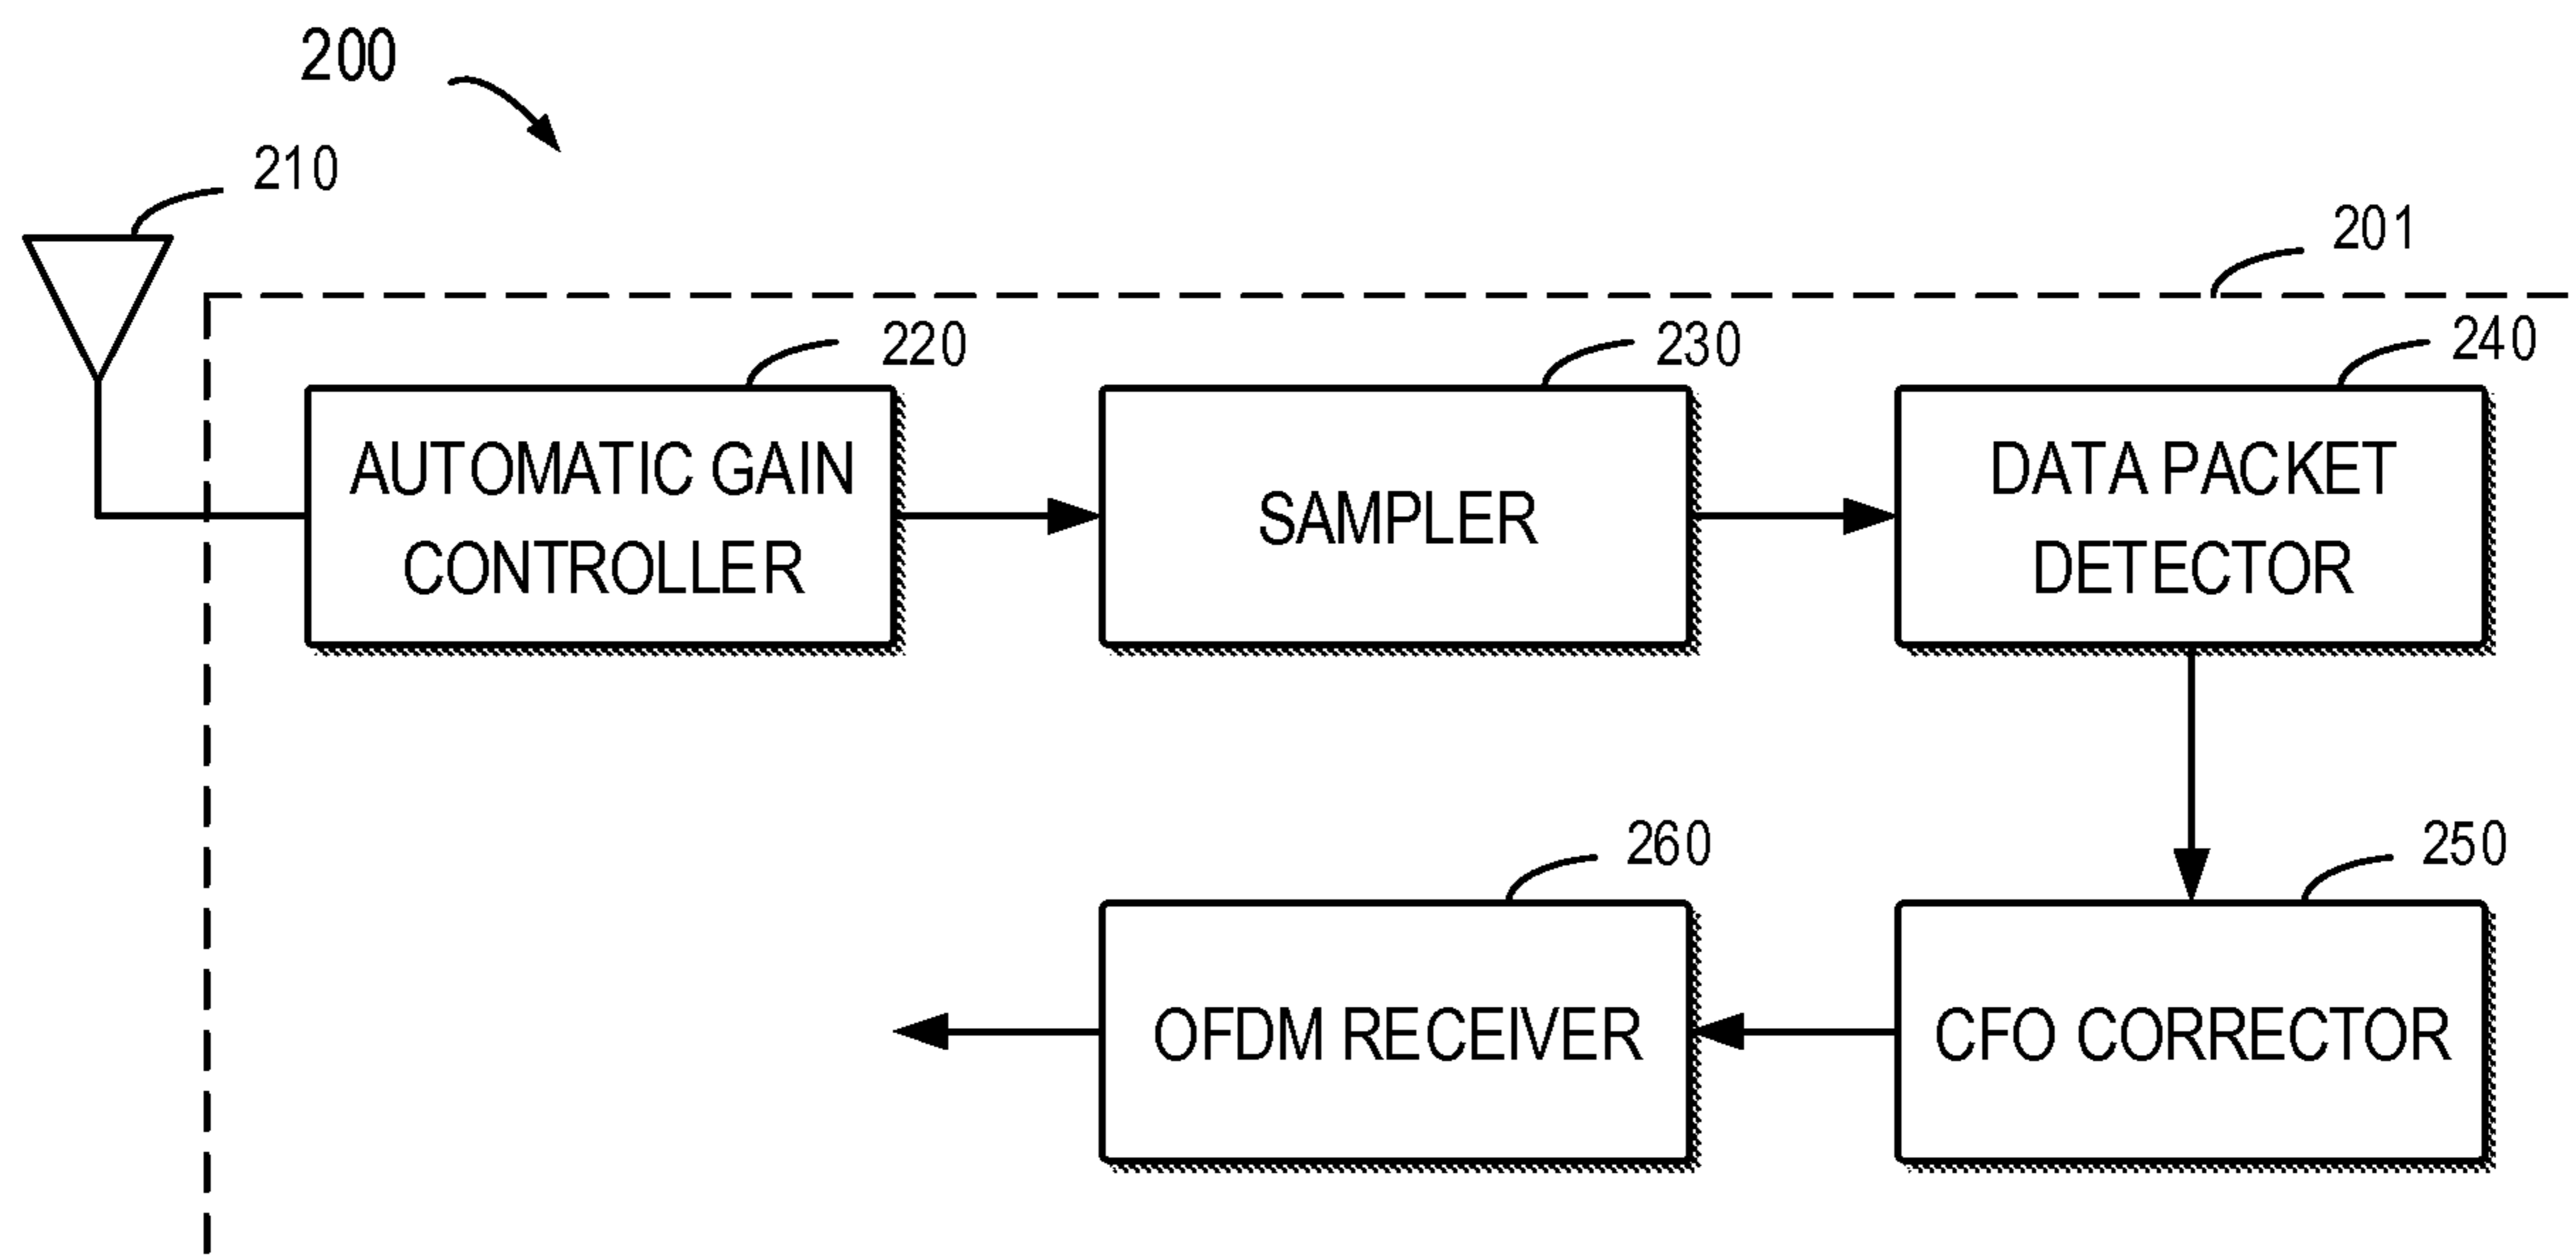 200
210
201
220
230
240
AUTOMATIC GAIN
CONTROLLER
SAMPLER
DATA PACKET
DETECTOR
260
250
OFDM RECEIVER
CFO CORRECTOR